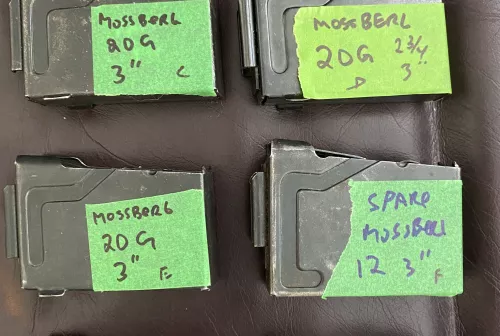 MOSSBERG
20G
3" C
MOSSBERG
20G 2 3/4
D 3"
MOSSBERG
20G
3" E
SPARE
MOSSBERG
12 3" F